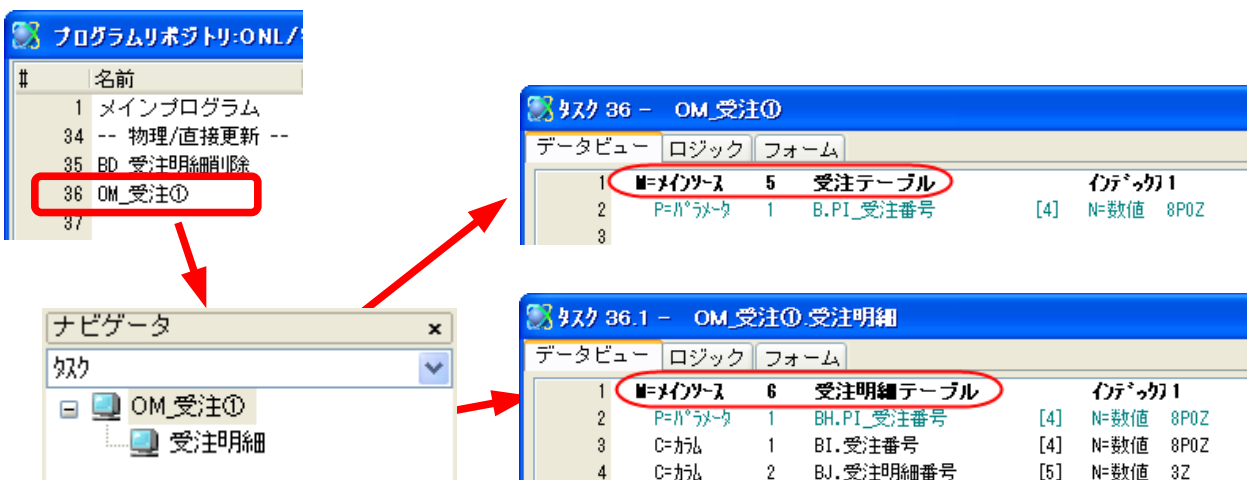 プログラムリポジトリ:ONL/
# 名前
1 メインプログラム
34 -- 物理/直接更新 --
35 BD_受注明細削除
36 OM_受注①
37
ナビゲータ x
ﾀｽｸ
OM_受注①
受注明細
ﾀｽｸ 36 - OM_受注①
データビュー ロジック フォーム
1 M=ﾒｲﾝｿｰｽ 5 受注テーブル ｲﾝﾃﾞｯｸｽ 1
2 P=ﾊﾟﾗﾒｰﾀ 1 B.PI_受注番号 [4] N=数値 8P0Z
3
ﾀｽｸ 36.1 - OM_受注①.受注明細
データビュー ロジック フォーム
1 M=ﾒｲﾝｿｰｽ 6 受注明細テーブル ｲﾝﾃﾞｯｸｽ 1
2 P=ﾊﾟﾗﾒｰﾀ 1 BH.PI_受注番号 [4] N=数値 8P0Z
3 C=ｶﾗﾑ 1 BI.受注番号 [4] N=数値 8P0Z
4 C=ｶﾗﾑ 2 BJ.受注明細番号 [5] N=数値 3Z